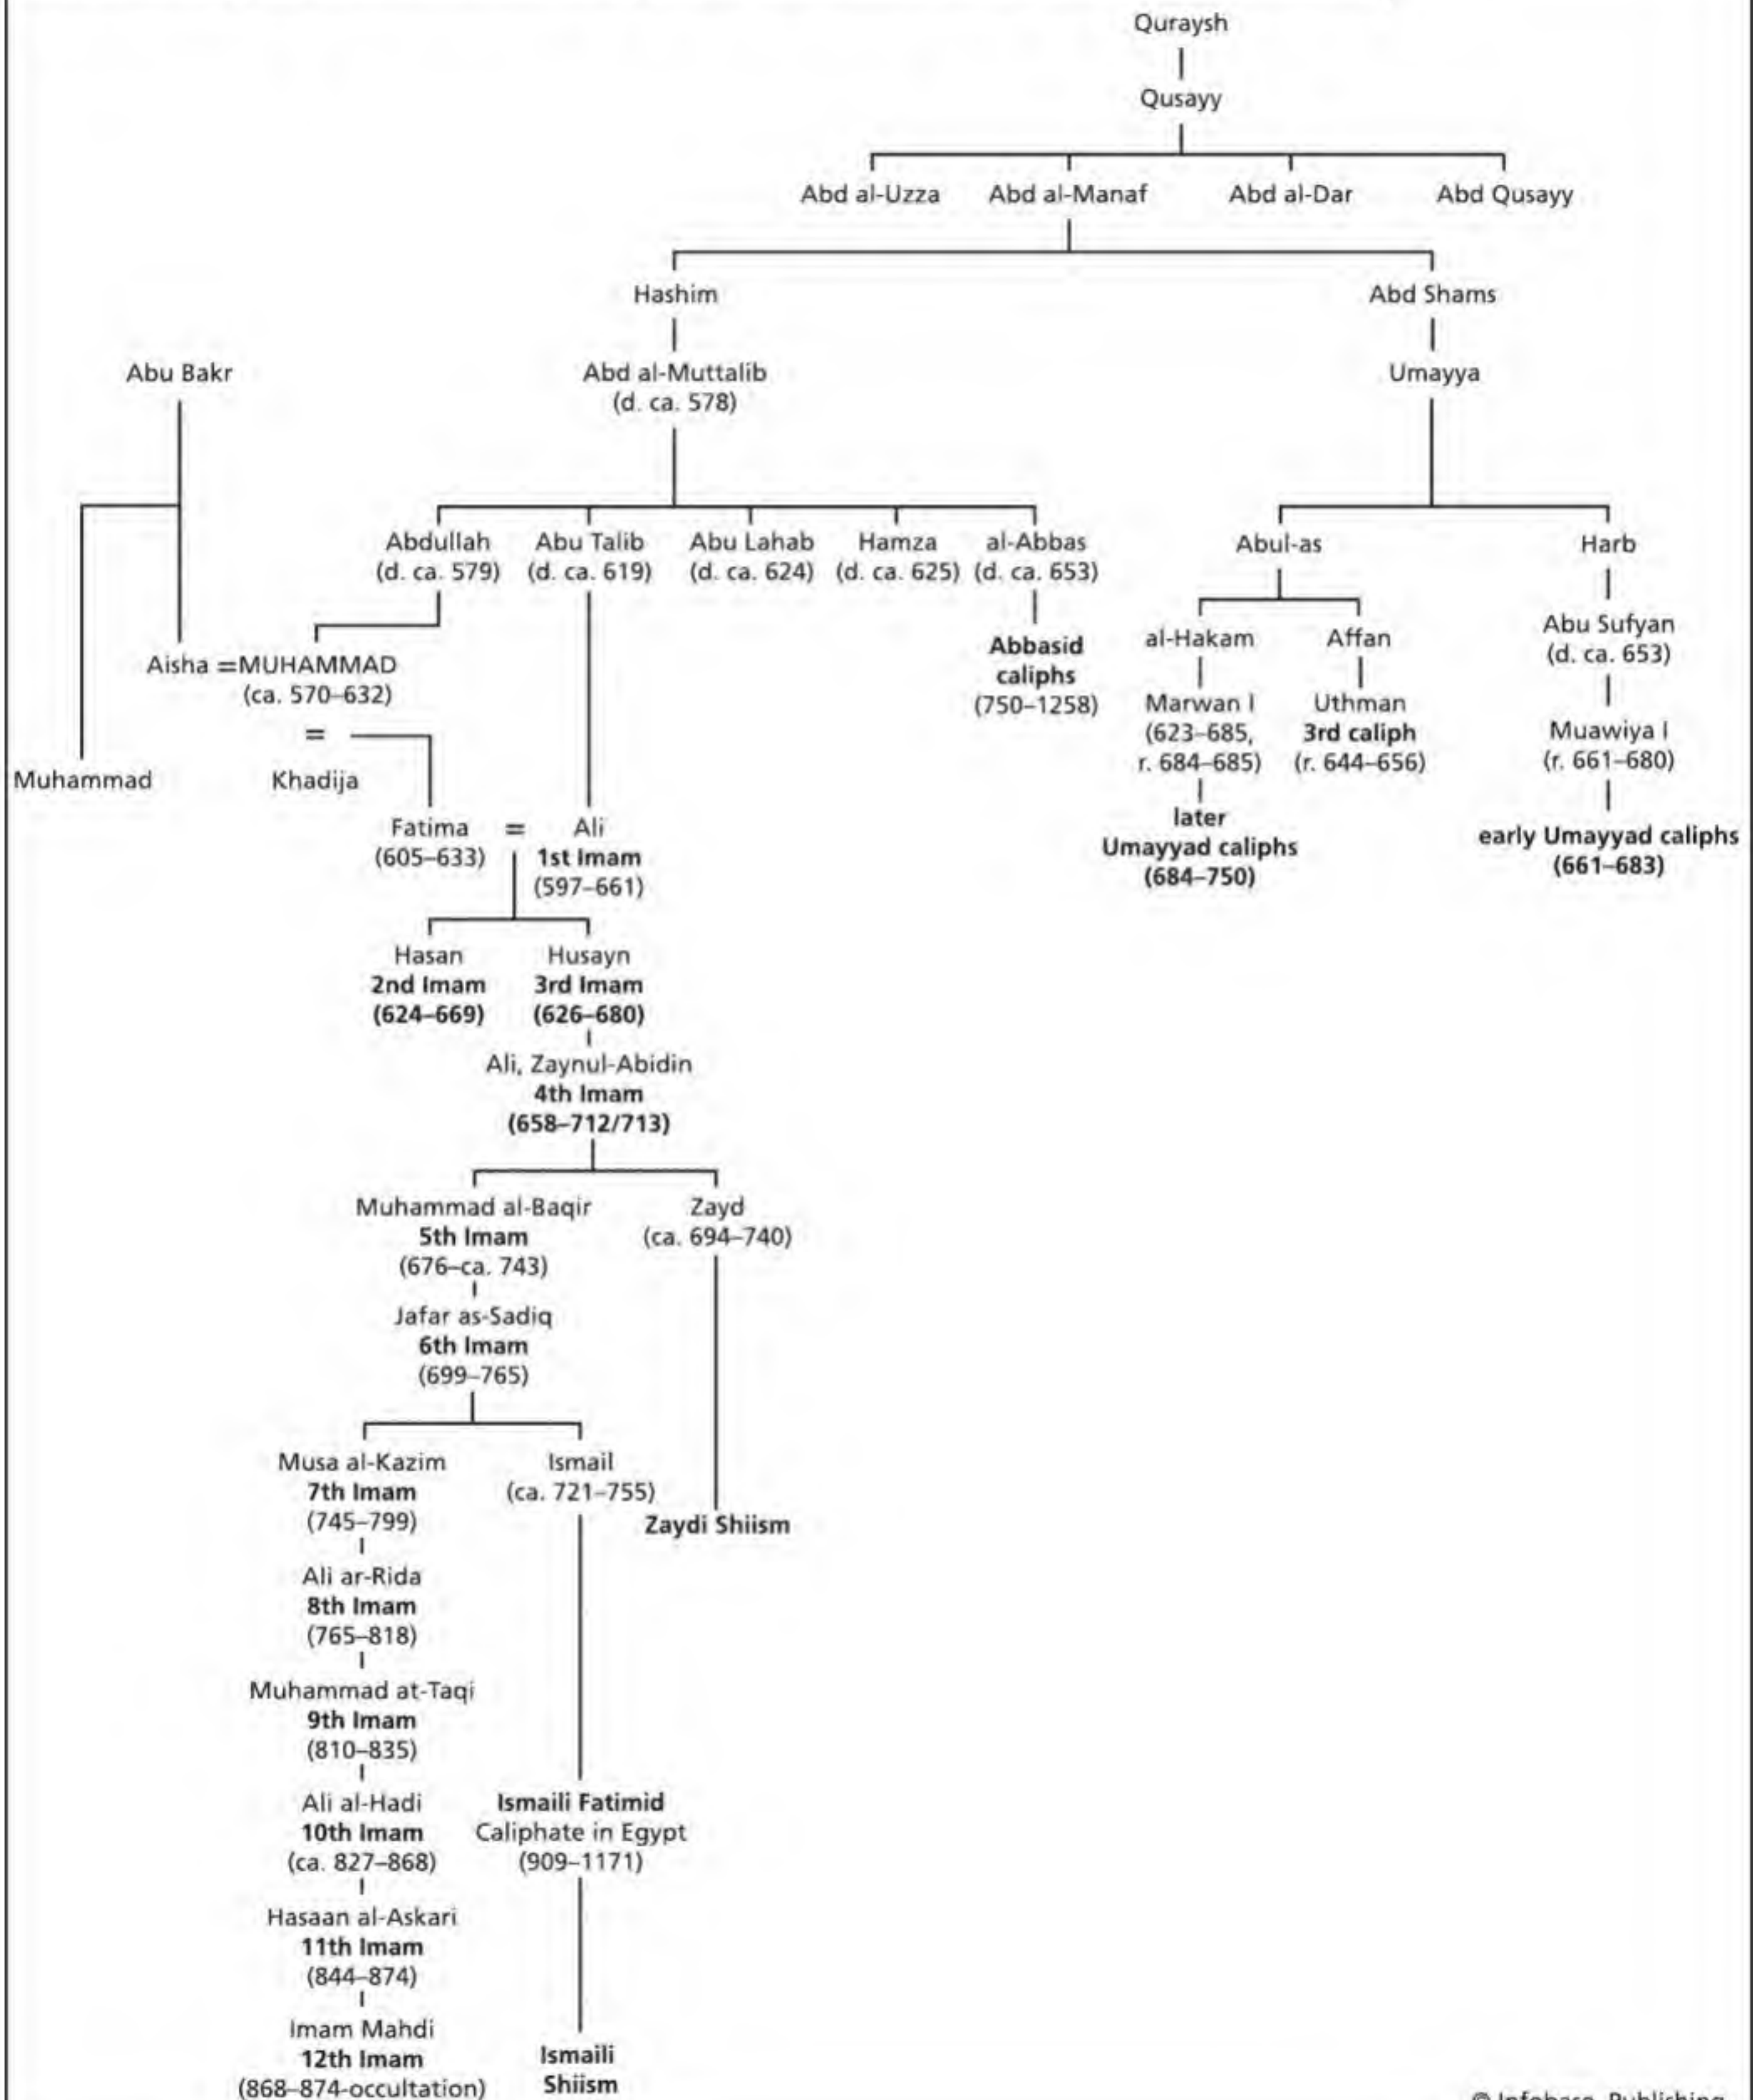 Quraysh
Qusayy
Abd al-Uzza Abd al-Manaf Abd al-Dar Abd Qusayy
Hashim Abd Shams
Abu Bakr Abd al-Muttalib Umayya
(d. ca. 578)
Abdullah Abu Talib Abu Lahab Hamza al-Abbas Abul-as Harb
(d. ca. 579) (d. ca. 619) (d. ca. 624) (d. ca. 625) (d. ca. 653)
Abu Sufyan
(d. ca. 653)
al-Hakam Affan
Abbasid
caliphs
(750–1258)
Aisha =MUHAMMAD
(ca. 570–632)
=
Marwan I Uthman
(623–685, 3rd caliph
r. 684–685) (r. 644–656)
Muawiya I
(r. 661–680)
Muhammad Khadija
later
Umayyad caliphs
(684–750)
early Umayyad caliphs
(661–683)
Fatima = Ali
(605–633) 1st Imam
(597–661)
Hasan Husayn
2nd Imam 3rd Imam
(624–669) (626–680)
Ali, Zaynul-Abidin
4th Imam
(658–712/713)
Muhammad al-Baqir Zayd
5th Imam (ca. 694–740)
(676–ca. 743)
Jafar as-Sadiq
6th Imam
(699–765)
Musa al-Kazim Ismail
7th Imam (ca. 721–755)
(745–799) Zaydi Shiism
Ali ar-Rida
8th Imam
(765–818)
Muhammad at-Taqi
9th Imam
(810–835)
Ali al-Hadi Ismaili Fatimid
10th Imam Caliphate in Egypt
(ca. 827–868) (909–1171)
Hasaan al-Askari
11th Imam
(844–874)
Imam Mahdi
12th Imam Ismaili
(868–874-occultation) Shiism
© Infobase Publishing